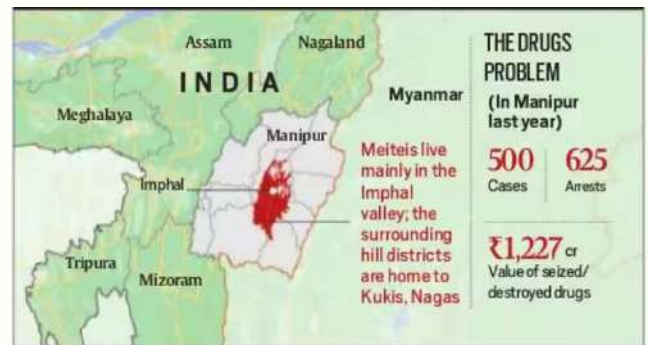 Assam
Nagaland
INDIA
Meghalaya
Myanmar
Manipur
Imphal
Tripura
Mizoram
Meiteis live
mainly in the
Imphal
valley; the
surrounding
hill districts
are home to
Kukis, Nagas
THE DRUGS
PROBLEM
(In Manipur
last year)
500 625
Cases Arrests
₹1,227 cr
Value of seized/
destroyed drugs